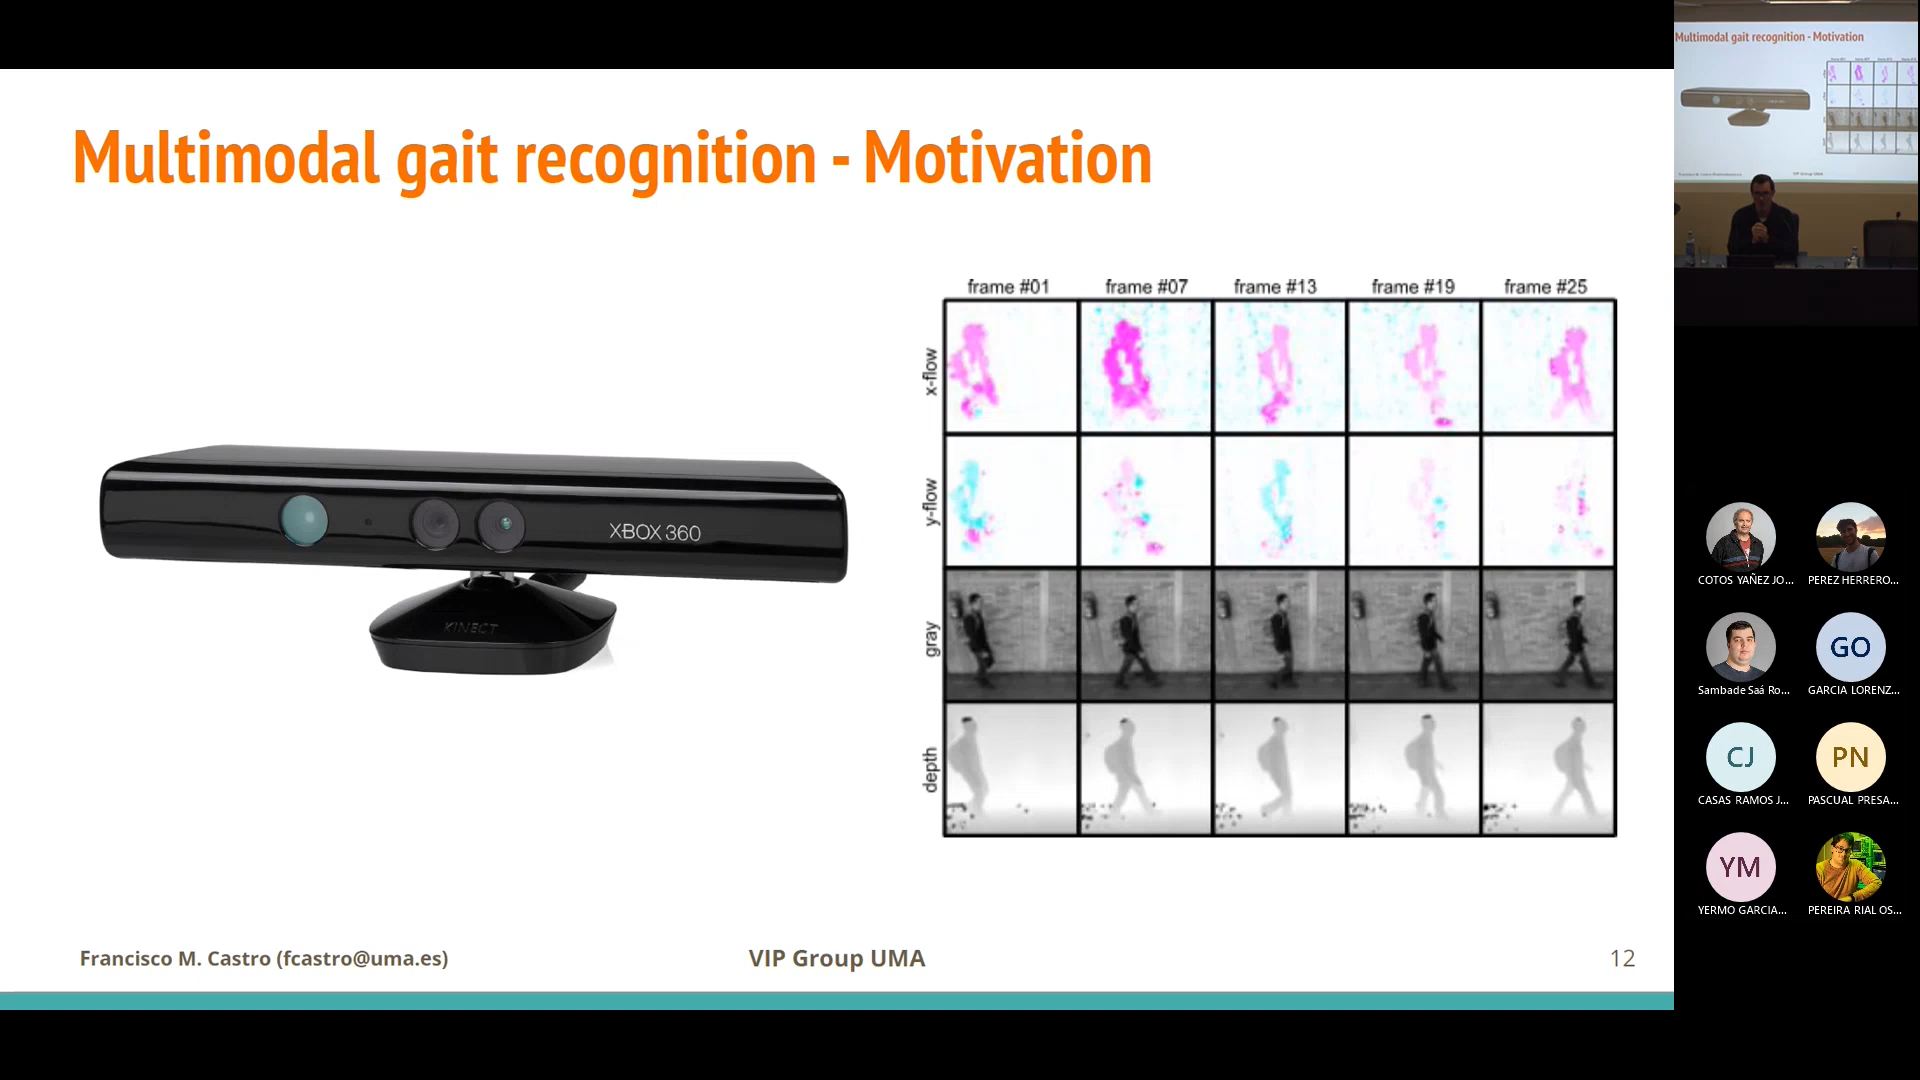 Multimodal gait recognition - Motivation
frame #01 frame #07 frame #13 frame #19 frame #25
x-flow
y-flow
gray
depth
XBOX 360
KINECT
Francisco M. Castro (fcastro@uma.es)
VIP Group UMA
12
Multimodal gait recognition - Motivation
VIP Group UMA
COTOS YAÑEZ JO...
PEREZ HERRERO...
Sambade Saá Ro...
GO
GARCIA LORENZ...
CJ
CASAS RAMOS J...
PN
PASCUAL PRESA...
YM
YERMO GARCIA...
PEREIRA RIAL OS...